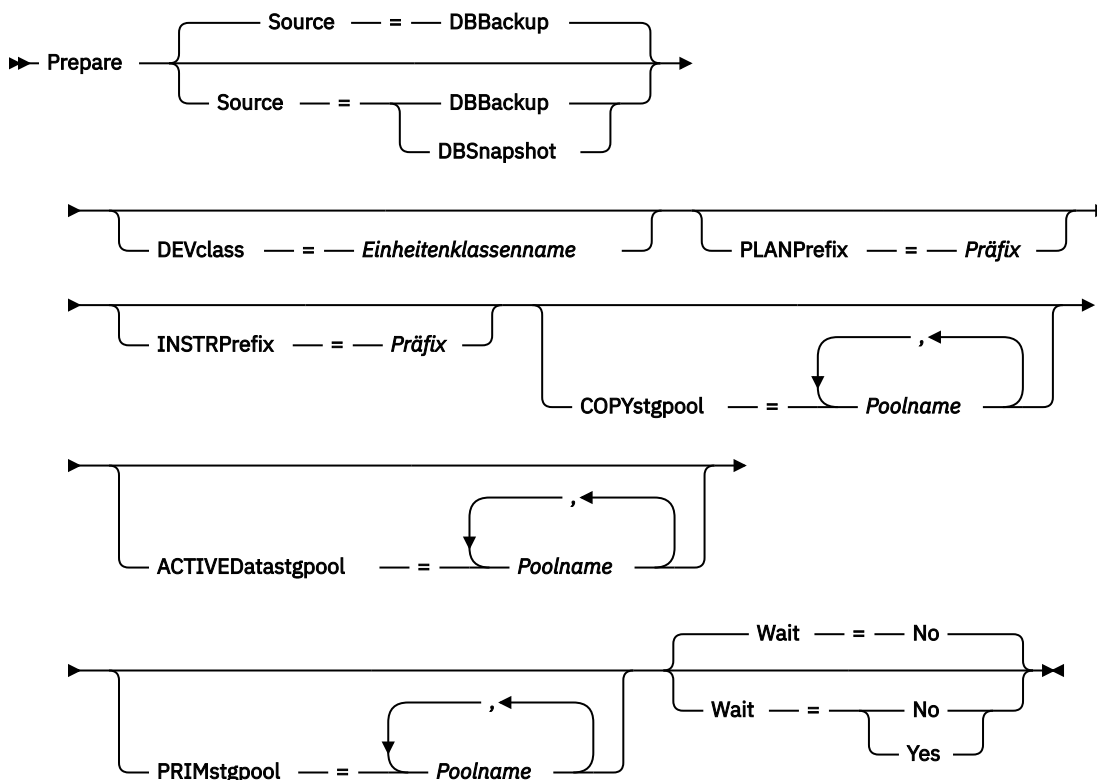 Source = DBBackup
Prepare
Source = DBBackup
DBSnapshot
DEVclass = Einheitenklassenname PLANPrefix = Präfix
INSTRPrefix = Präfix
,
COPYstgpool = Poolname
,
ACTIVEDatastgpool = Poolname
Wait = No
,
Wait = No
Yes
PRIMstgpool = Poolname